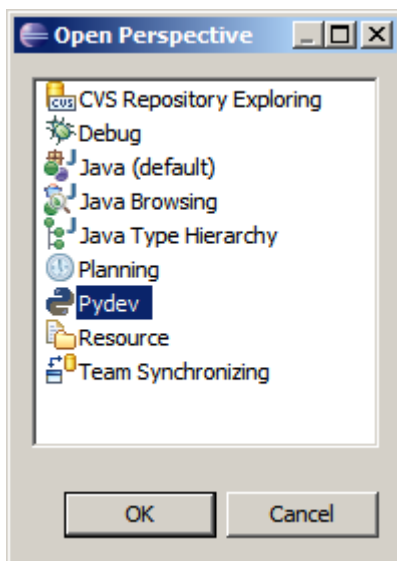 Open Perspective
CVS Repository Exploring
Debug
Java (default)
Java Browsing
Java Type Hierarchy
Planning
Pydev
Resource
Team Synchronizing
OK Cancel